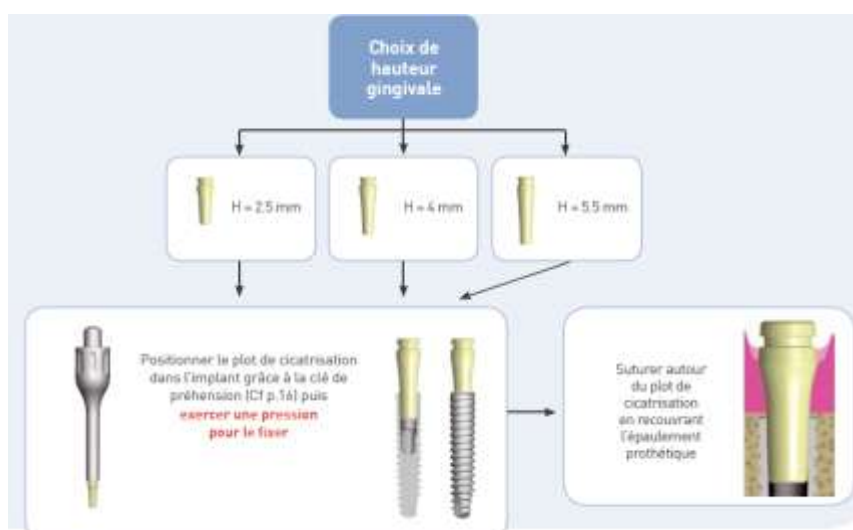 Choix de
hauteur
gingivale
H = 2,5 mm
H = 4 mm
H = 5,5 mm
Positionner le plot de cicatrisation
dans l'implant grâce à la clé de
préhension (Cf p.16) puis
exercer une pression
pour le fixer
Suturer autour
du plot de
cicatrisation
en recouvrant
l'épaulement
prothétique